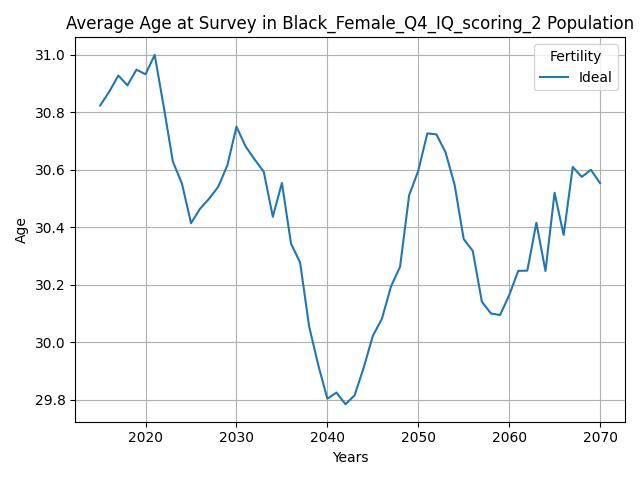 Average Age at Survey in Black_Female_Q4_IQ_scoring_2 Population
Fertility
Ideal
31.0
30.8
30.6
30.4
30.2
30.0
29.8
Age
2020 2030 2040 2050 2060 2070
Years